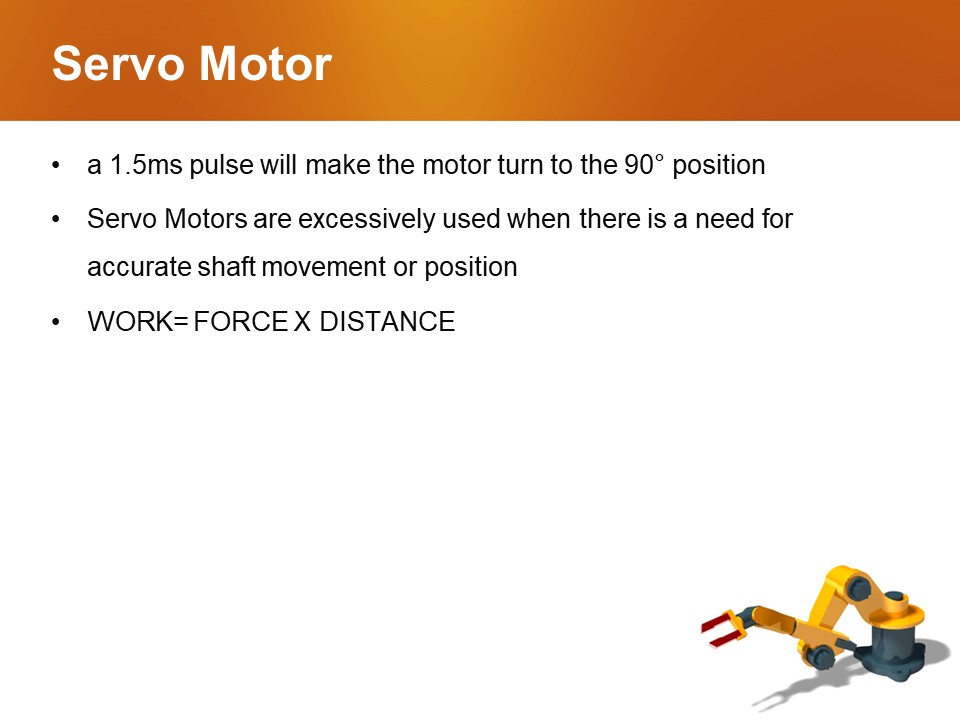 Servo Motor
• a 1.5ms pulse will make the motor turn to the 90° position
• Servo Motors are excessively used when there is a need for
accurate shaft movement or position
• WORK= FORCE X DISTANCE